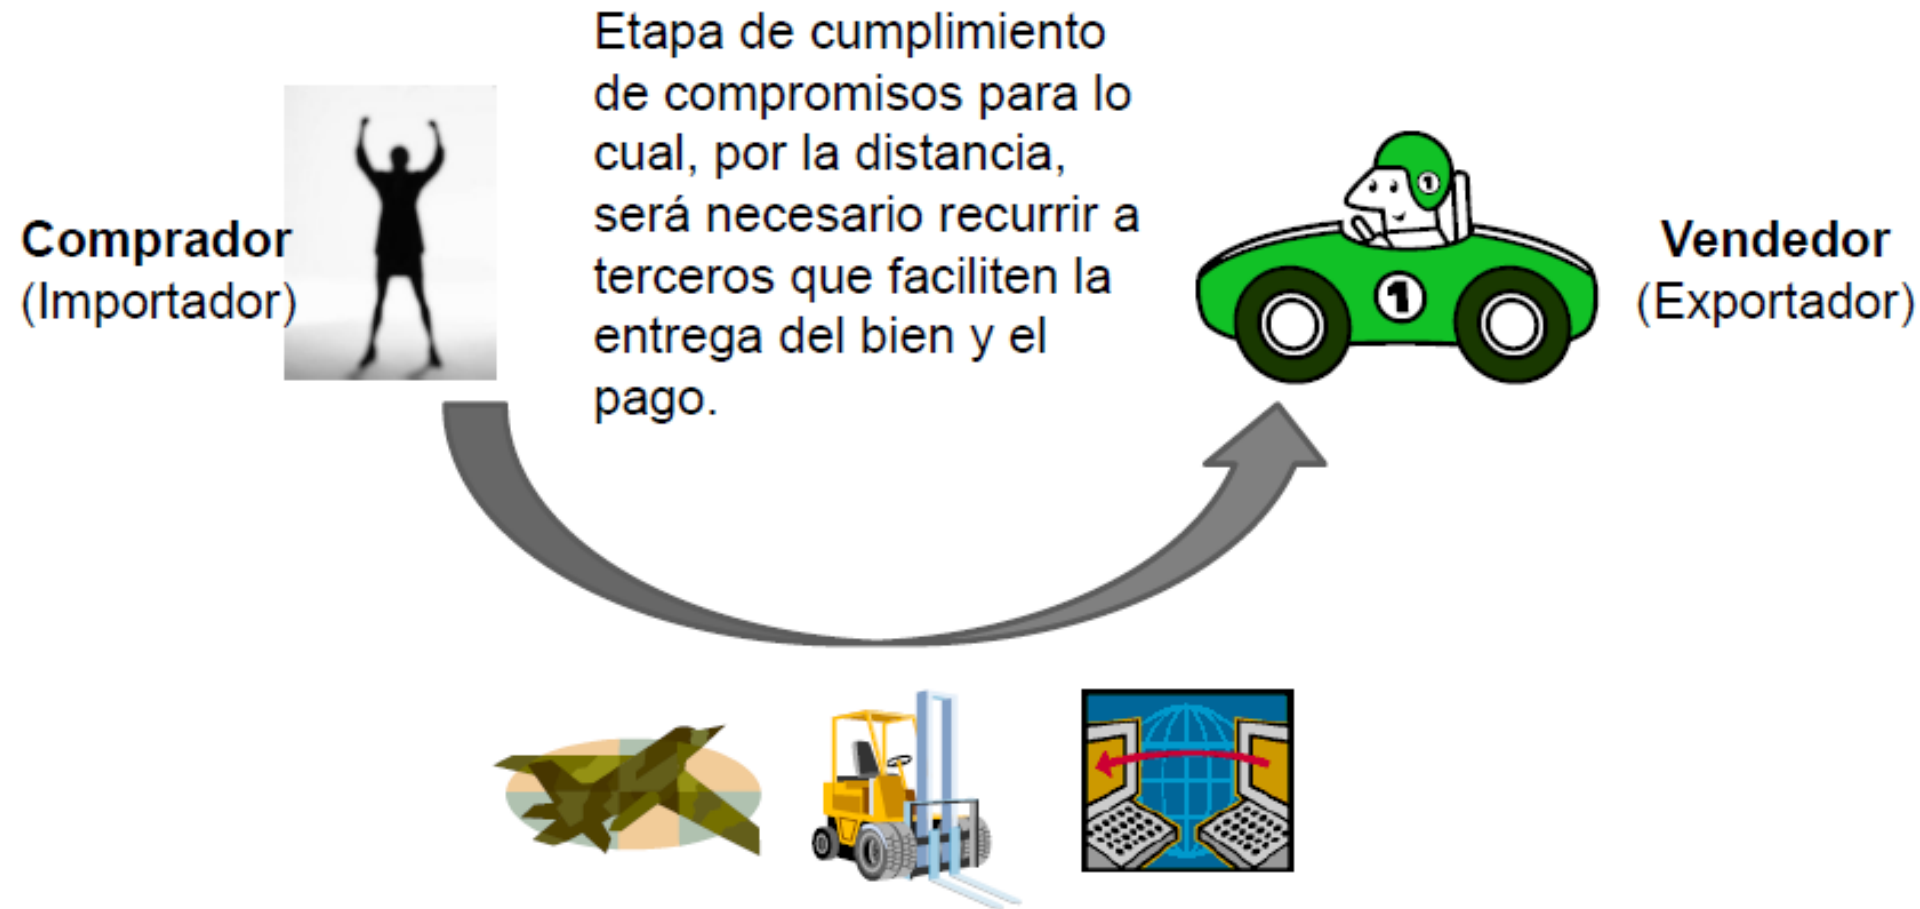 Etapa de cumplimiento
de compromisos para lo
cual, por la distancia,
será necesario recurrir a
terceros que faciliten la
entrega del bien y el
pago.
Comprador
(Importador)
1
1
Vendedor
(Exportador)